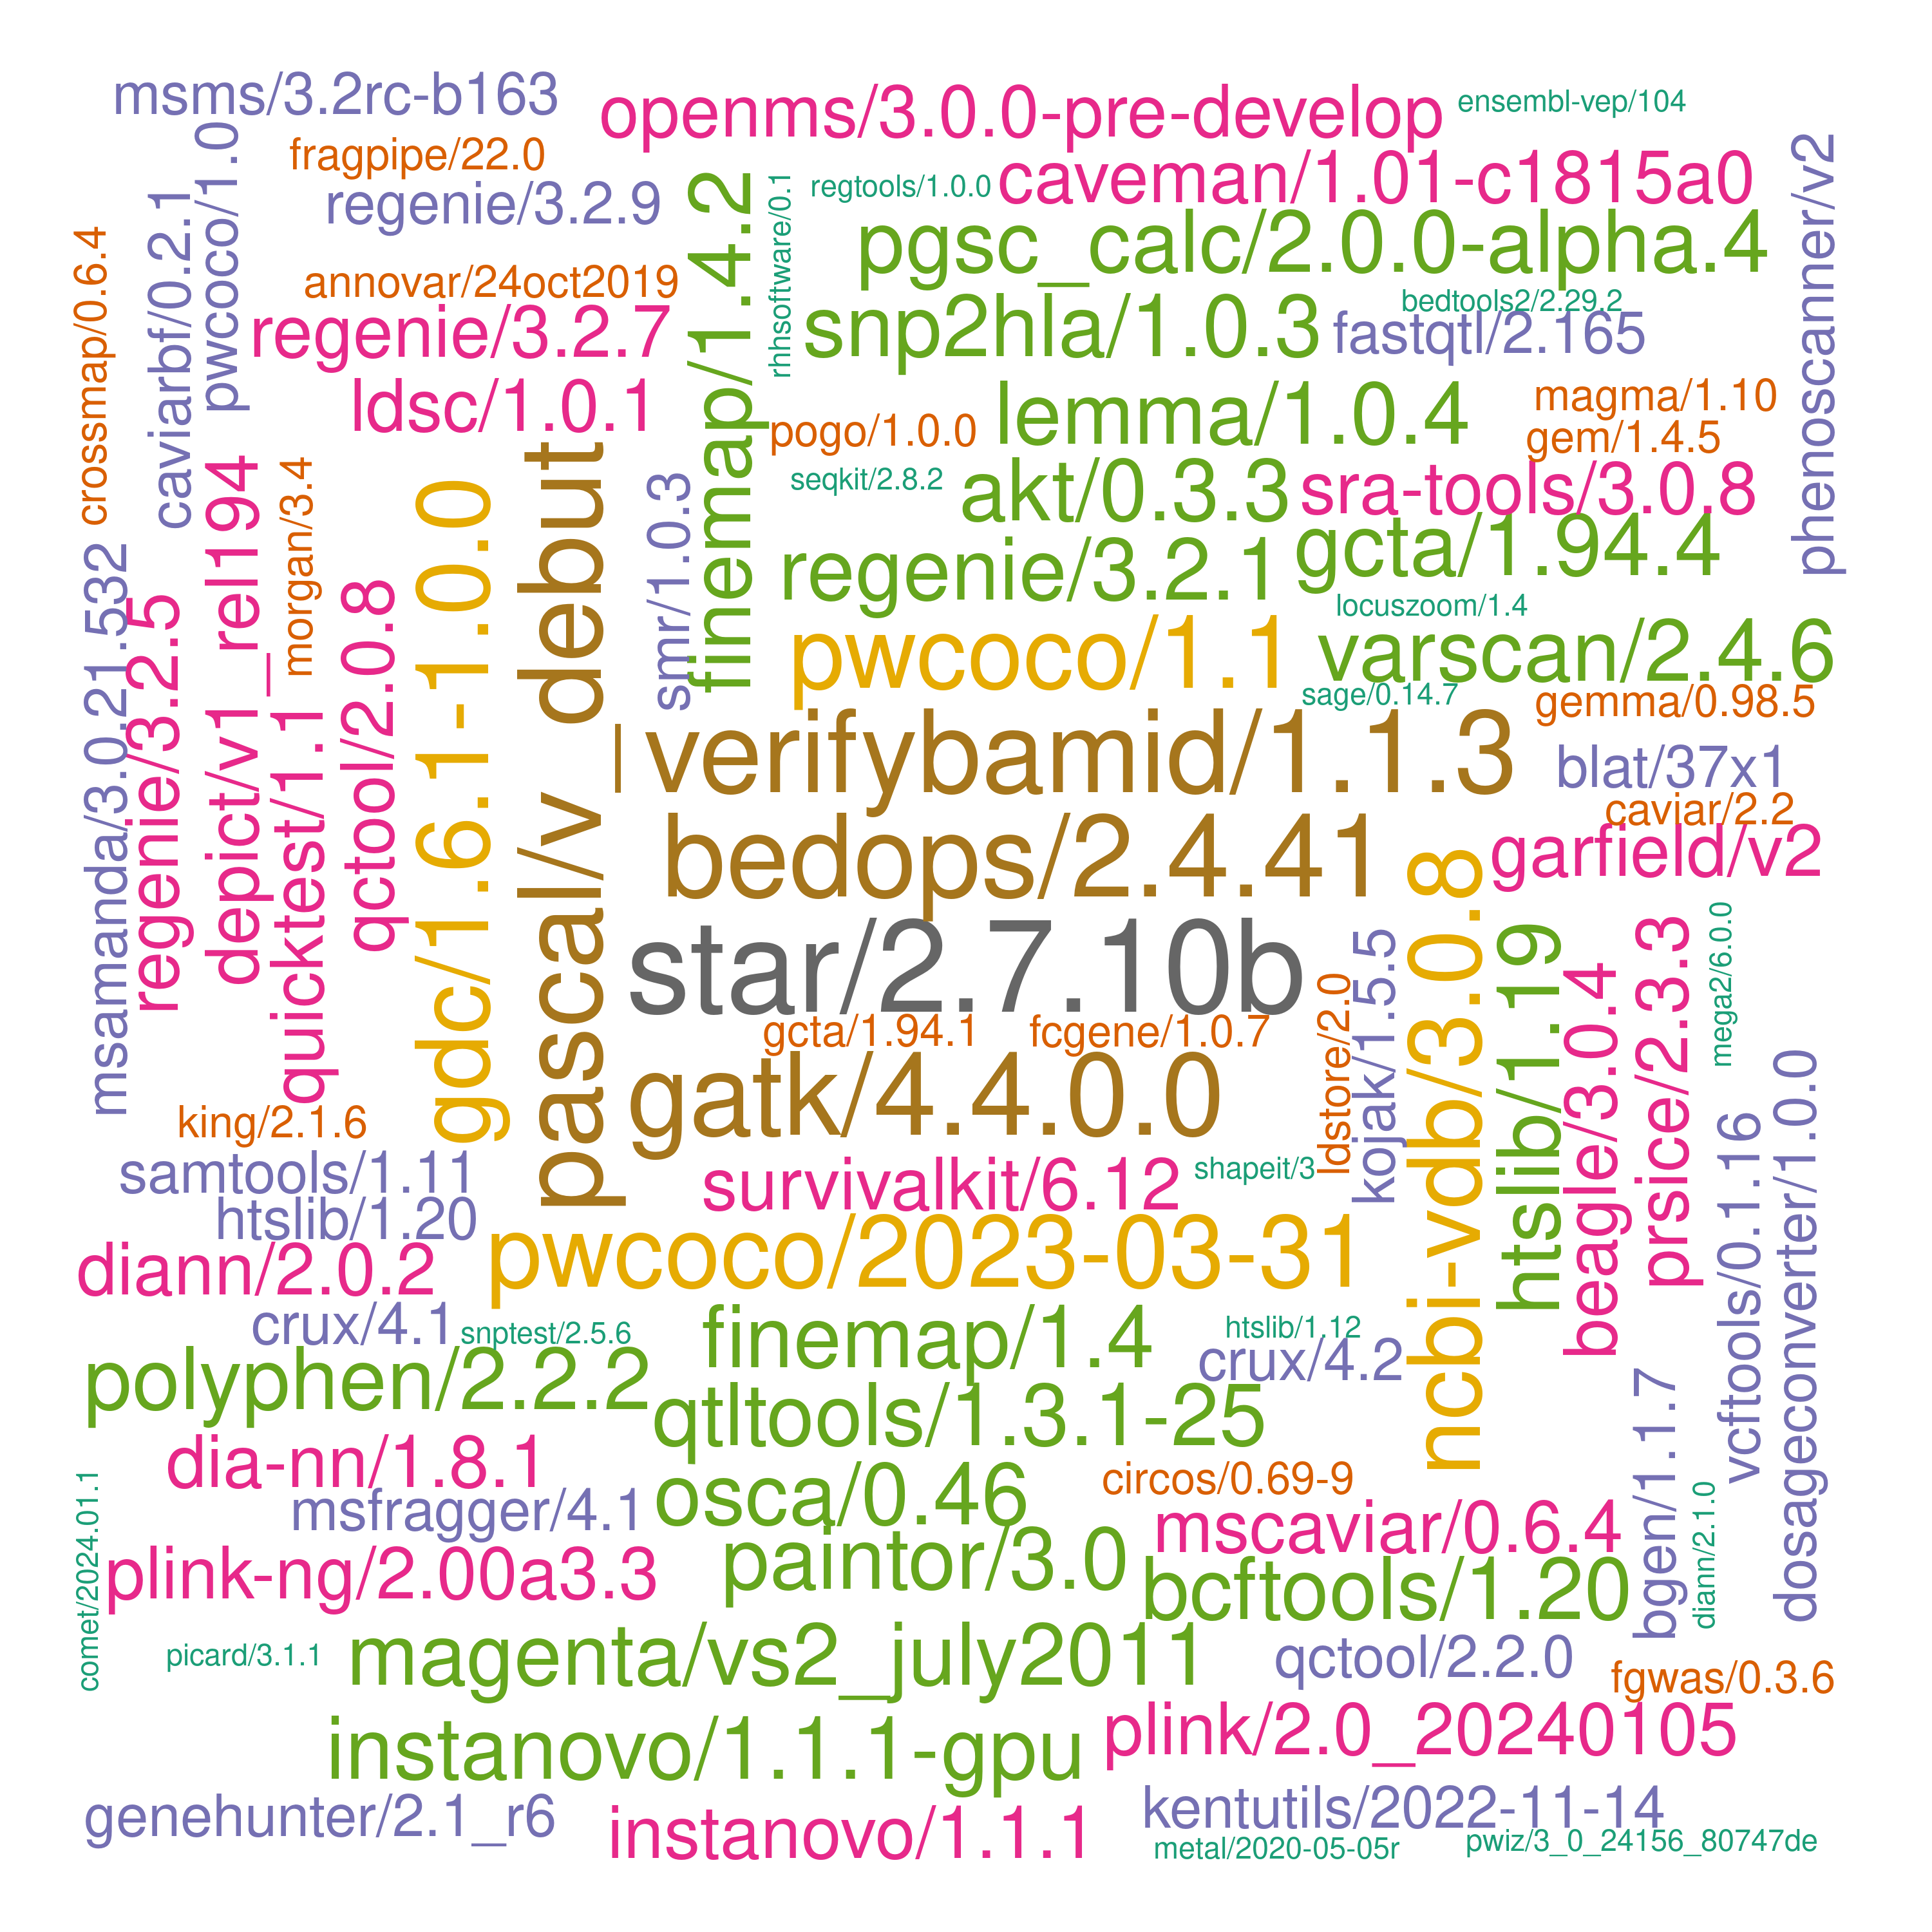 msms/3.2rc-b163
openms/3.0.0-pre-develop
ensembl-vep/104
fragpipe/22.0
pwcoco/1.0
regenie/3.2.9
caviarbf/0.2.1
finemap/1.4.2
rhhsoftware/0.1
regtools/1.0.0
caveman/1.01-c1815a0
phenoscanner/v2
pgsc_calc/2.0.0-alpha.4
crossmap/0.6.4
annovar/24oct2019
regenie/3.2.7
snp2hla/1.0.3
bedtools2/2.29.2
fastqtl/2.165
ldsc/1.0.1
pogo/1.0.0
lemma/1.0.4
magma/1.10
gem/1.4.5
depict/v1_rel194
morgan/3.4
gdc/1.6.1-1.0.0
pascal/v_debut
smr/1.0.3
seqkit/2.8.2
akt/0.3.3
sra-tools/3.0.8
msamanda/3.0.21.532
regenie/3.2.5
quicktest/1.1
qctool/2.0.8
regenie/3.2.1
gcta/1.94.4
locuszoom/1.4
pwcoco/1.1
varscan/2.4.6
sage/0.14.7
gemma/0.98.5
_verifybamid/1.1.3
blat/37x1
caviar/2.2
bedops/2.4.41
garfield/v2
star/2.7.10b
ldstore/2.0
kojak/1.5.5
ncbi-vdb/3.0.8
htslib/1.19
beagle/3.0.4
prsice/2.3.3
mega2/6.0.0
gcta/1.94.1
fcgene/1.0.7
gatk/4.4.0.0
king/2.1.6
samtools/1.11
survivalkit/6.12
shapeit/3
vcftools/0.1.16
dosageconverter/1.0.0
htslib/1.20
diann/2.0.2
pwcoco/2023-03-31
crux/4.1
snptest/2.5.6
finemap/1.4
htslib/1.12
crux/4.2
polyphen/2.2.2
qtltools/1.3.1-25
bgen/1.1.7
dia-nn/1.8.1
osca/0.46
circos/0.69-9
diann/2.1.0
comet/2024.01.1
msfragger/4.1
mscaviar/0.6.4
plink-ng/2.00a3.3
paintor/3.0
bcftools/1.20
picard/3.1.1
magenta/vs2_july2011
qctool/2.2.0
fgwas/0.3.6
instanovo/1.1.1-gpu
plink/2.0_20240105
genehunter/2.1_r6
instanovo/1.1.1
kentutils/2022-11-14
metal/2020-05-05r
pwiz/3_0_24156_80747de